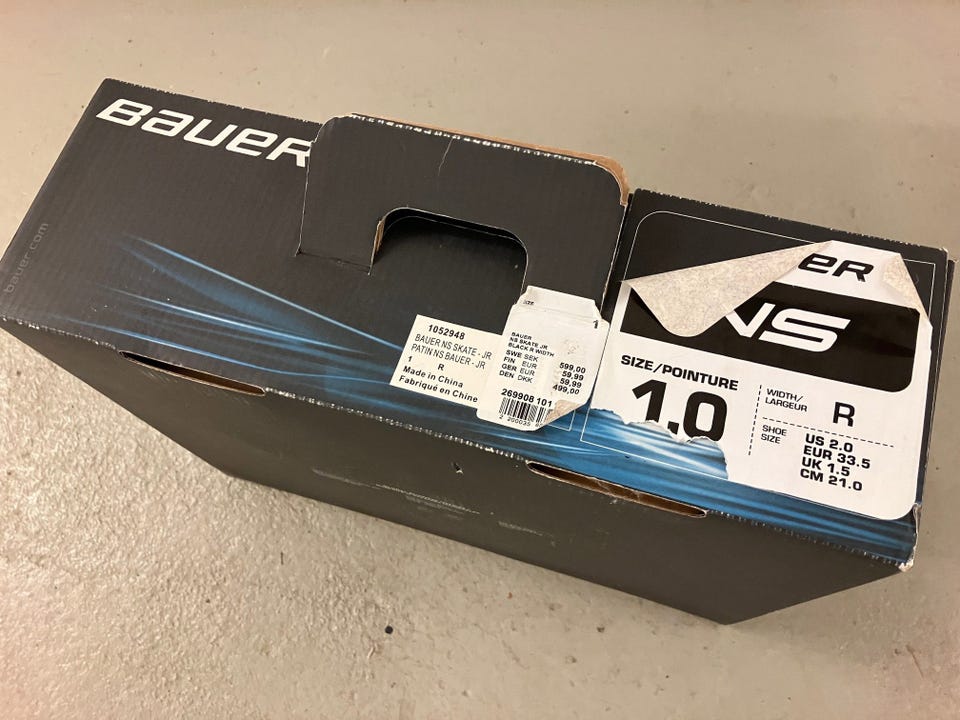 BAUER
bauer.com
1052948
BAUER NS SKATE - JR
PATIN NS BAUER - JR
1 R
Made in China
Fabriqué en Chine
SIZE
1
BAUER
NS SKATE JR
BLACK R WIDTH
SWE SEK 599,00
FIN EUR 59,99
GER EUR 59,99
DEN DKK 499,00
269908 101
2 200035
ER
NS
SIZE/POINTURE
1.0
WIDTH/
LARGEUR
R
SHOE
SIZE
US 2.0
EUR 33.5
UK 1.5
CM 21.0